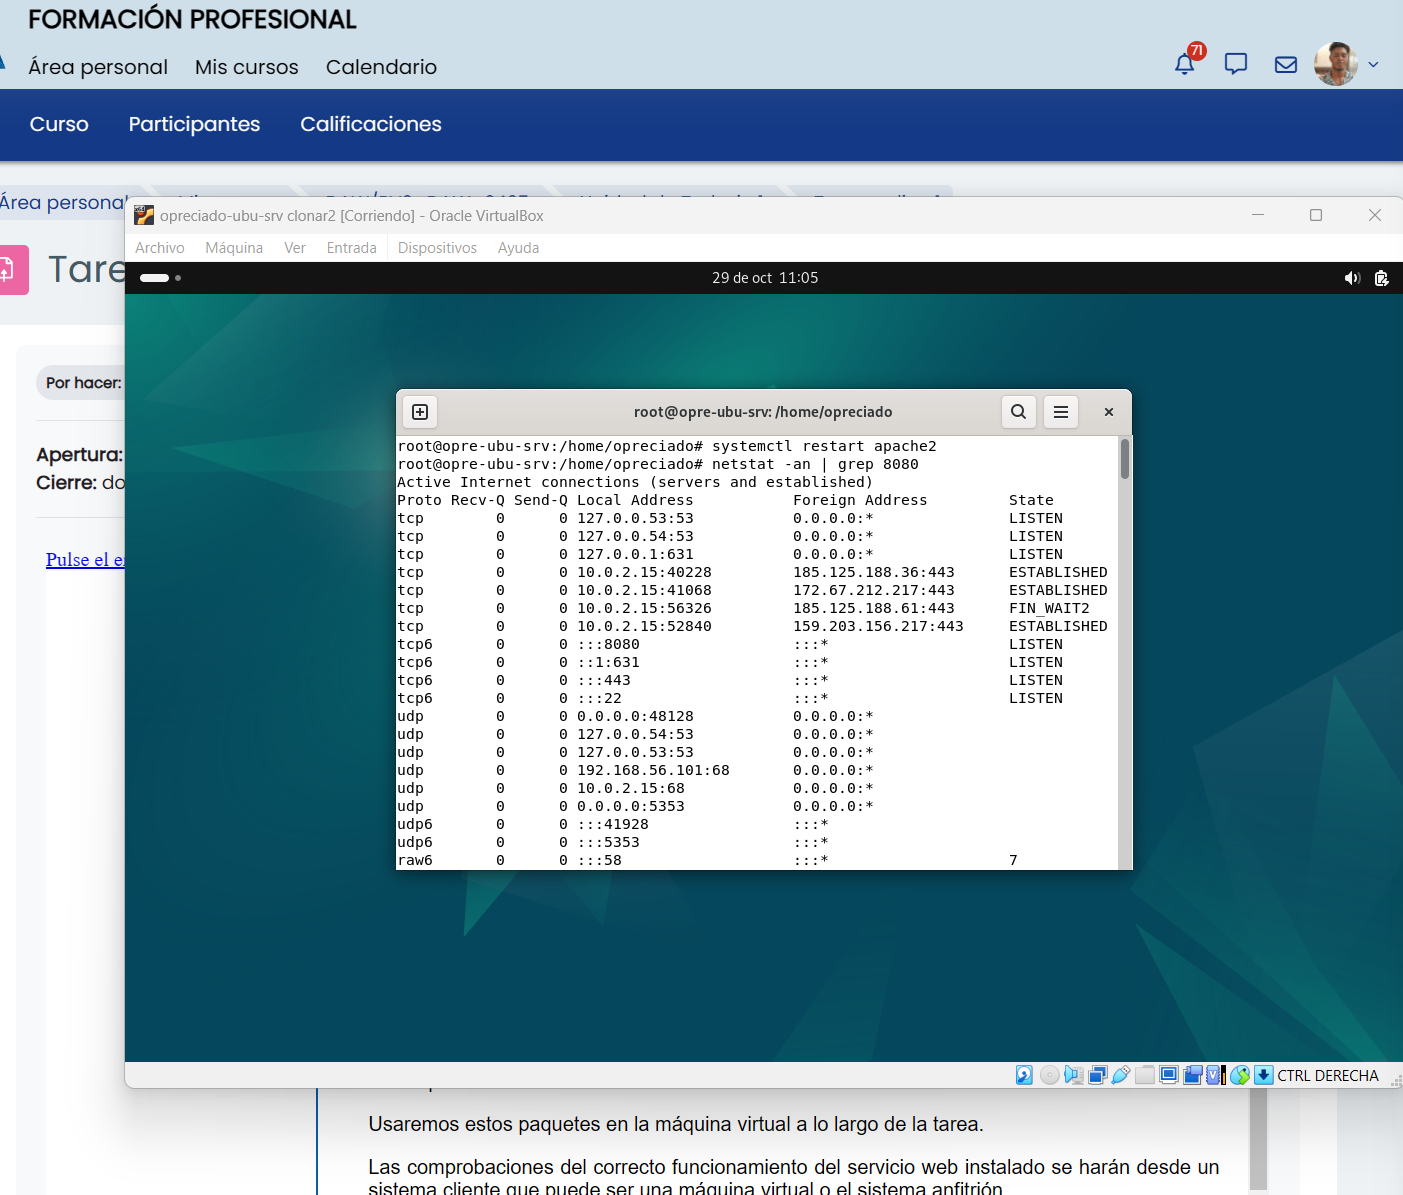 FORMACIÓN PROFESIONAL
Área personal Mis cursos Calendario 71
Curso Participantes Calificaciones
Área personal
opreciado-ubu-srv clonar2 [Corriendo] - Oracle VirtualBox
Archivo Máquina Ver Entrada Dispositivos Ayuda
Tare
29 de oct 11:05
Por hacer:
Apertura:
Cierre: do
Pulse el e
root@opre-ubu-srv: /home/opreciado
root@opre-ubu-srv:/home/opreciado# systemctl restart apache2
root@opre-ubu-srv:/home/opreciado# netstat -an | grep 8080
Active Internet connections (servers and established)
Proto Recv-Q Send-Q Local Address Foreign Address State
tcp 0 0 127.0.0.53:53 0.0.0.0:* LISTEN
tcp 0 0 127.0.0.54:53 0.0.0.0:* LISTEN
tcp 0 0 127.0.0.1:631 0.0.0.0:* LISTEN
tcp 0 0 10.0.2.15:40228 185.125.188.36:443 ESTABLISHED
tcp 0 0 10.0.2.15:41068 172.67.212.217:443 ESTABLISHED
tcp 0 0 10.0.2.15:56326 185.125.188.61:443 FIN_WAIT2
tcp 0 0 10.0.2.15:52840 159.203.156.217:443 ESTABLISHED
tcp6 0 0 :::8080 :::* LISTEN
tcp6 0 0 ::1:631 :::* LISTEN
tcp6 0 0 :::443 :::* LISTEN
tcp6 0 0 :::22 :::* LISTEN
udp 0 0 0.0.0.0:48128 0.0.0.0:*
udp 0 0 127.0.0.54:53 0.0.0.0:*
udp 0 0 127.0.0.53:53 0.0.0.0:*
udp 0 0 192.168.56.101:68 0.0.0.0:*
udp 0 0 10.0.2.15:68 0.0.0.0:*
udp 0 0 0.0.0.0:5353 0.0.0.0:*
udp6 0 0 :::41928 :::*
udp6 0 0 :::5353 :::*
raw6 0 0 :::58 :::* 7
CTRL DERECHA
Usaremos estos paquetes en la máquina virtual a lo largo de la tarea.
Las comprobaciones del correcto funcionamiento del servicio web instalado se harán desde un
sistema cliente que puede ser una máquina virtual o el sistema anfitrión.